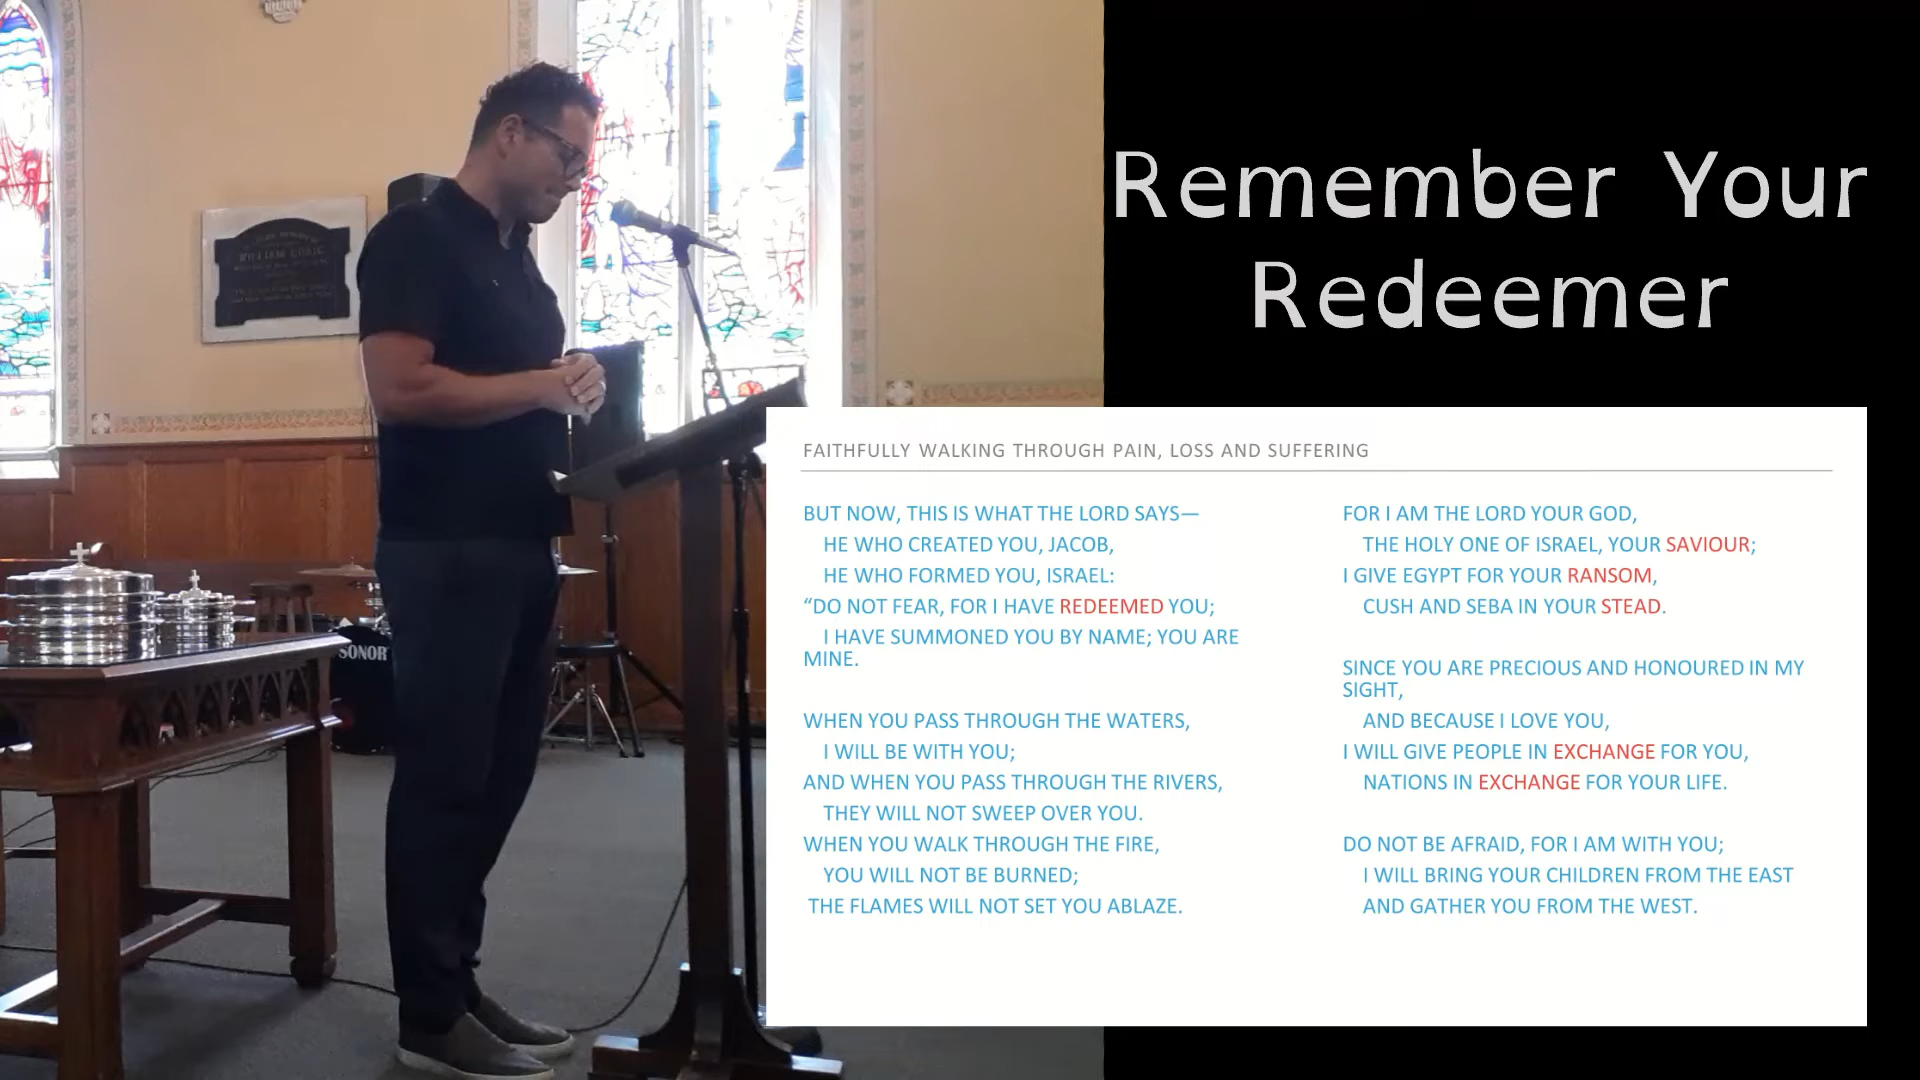 Remember Your
Redeemer
FAITHFULLY WALKING THROUGH PAIN, LOSS AND SUFFERING
BUT NOW, THIS IS WHAT THE LORD SAYS—
HE WHO CREATED YOU, JACOB,
HE WHO FORMED YOU, ISRAEL:
“DO NOT FEAR, FOR I HAVE REDEEMED YOU;
I HAVE SUMMONED YOU BY NAME; YOU ARE
MINE.
WHEN YOU PASS THROUGH THE WATERS,
I WILL BE WITH YOU;
AND WHEN YOU PASS THROUGH THE RIVERS,
THEY WILL NOT SWEEP OVER YOU.
WHEN YOU WALK THROUGH THE FIRE,
YOU WILL NOT BE BURNED;
THE FLAMES WILL NOT SET YOU ABLAZE.
FOR I AM THE LORD YOUR GOD,
THE HOLY ONE OF ISRAEL, YOUR SAVIOUR;
I GIVE EGYPT FOR YOUR RANSOM,
CUSH AND SEBA IN YOUR STEAD.
SINCE YOU ARE PRECIOUS AND HONOURED IN MY
SIGHT,
AND BECAUSE I LOVE YOU,
I WILL GIVE PEOPLE IN EXCHANGE FOR YOU,
NATIONS IN EXCHANGE FOR YOUR LIFE.
DO NOT BE AFRAID, FOR I AM WITH YOU;
I WILL BRING YOUR CHILDREN FROM THE EAST
AND GATHER YOU FROM THE WEST.
WILLIAM
SONOR